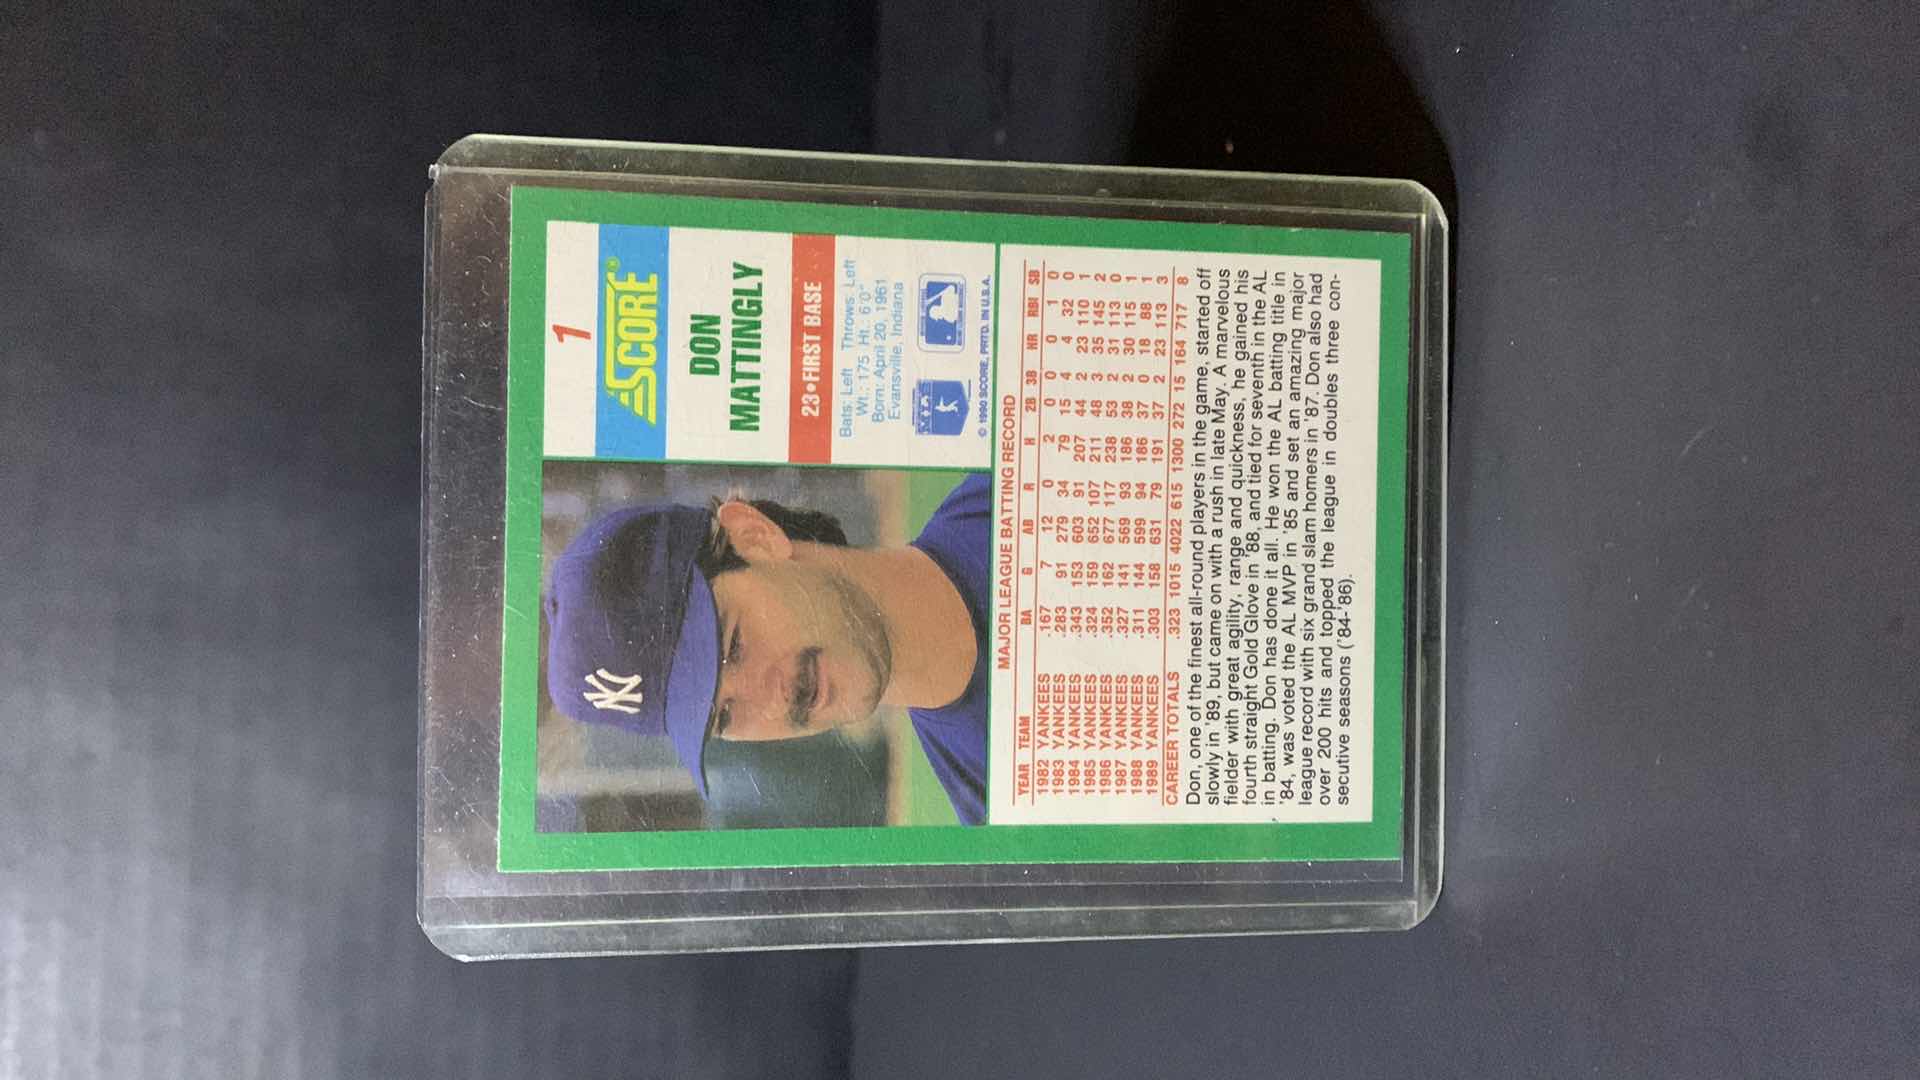 1
SCORE®
DON
MATTINGLY
23•FIRST BASE
Bats: Left Throws: Left
Wt.: 175 Ht.: 6'0"
Born: April 20, 1961
Evansville, Indiana
© 1990 SCORE, PRTD. IN U.S.A.
NY
MAJOR LEAGUE BATTING RECORD
YEAR TEAM BA G AB R H 2B 3B HR RBI SB
1982 YANKEES .167 7 12 0 2 0 0 0 1 0
1983 YANKEES .283 91 279 34 79 15 4 4 32 0
1984 YANKEES .343 153 603 91 207 44 2 23 110 1
1985 YANKEES .324 159 652 107 211 48 3 35 145 2
1986 YANKEES .352 162 677 117 238 53 2 31 113 0
1987 YANKEES .327 141 569 93 186 38 2 30 115 1
1988 YANKEES .311 144 599 94 186 37 0 18 88 1
1989 YANKEES .303 158 631 79 191 37 2 23 113 3
CAREER TOTALS .323 1015 4022 615 1300 272 15 164 717 8
Don, one of the finest all-round players in the game, started off
slowly in '89, but came on with a rush in late May. A marvelous
fielder with great agility, range and quickness, he gained his
fourth straight Gold Glove in '88, and tied for seventh in the AL
in batting. Don has done it all. He won the AL batting title in
'84, was voted the AL MVP in '85 and set an amazing major
league record with six grand slam homers in '87. Don also had
over 200 hits and topped the league in doubles three con-
secutive seasons ('84-'86).